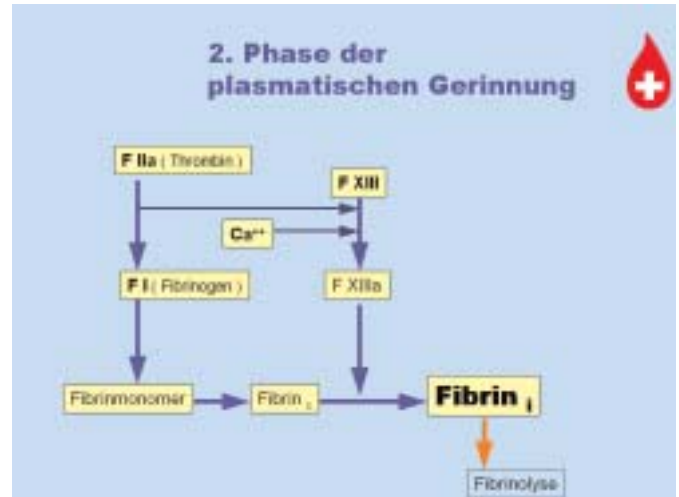 2. Phase der
plasmatischen Gerinnung
F IIa ( Thrombin )
F XIII
Ca++
F I ( Fibrinogen )
F XIIIa
Fibrinmonomer
Fibrin
Fibrin i
Fibrinolyse